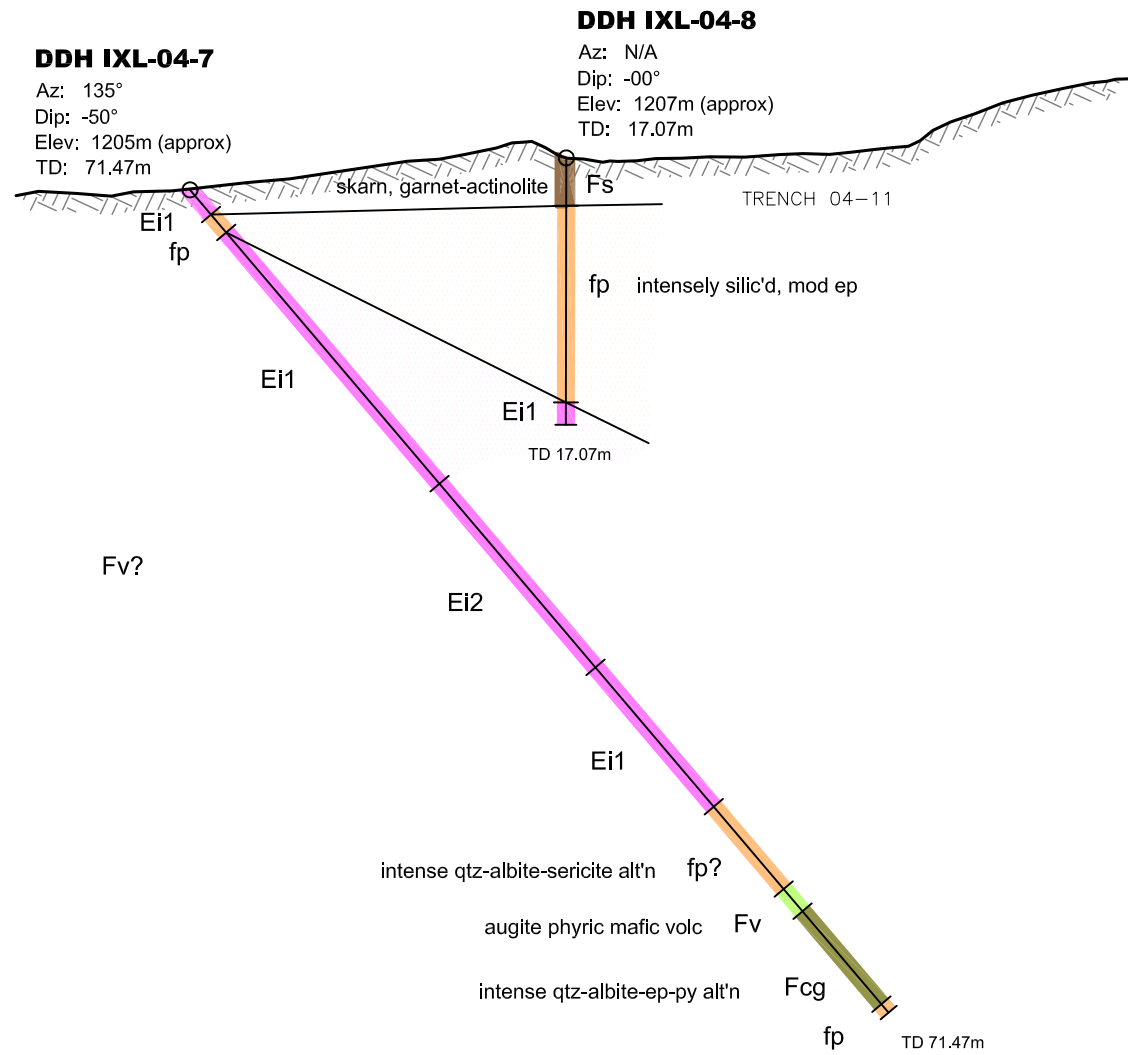 DDH IXL-04-8
Az: N/A
Dip: -00°
Elev: 1207m (approx)
TD: 17.07m
DDH IXL-04-7
Az: 135°
Dip: -50°
Elev: 1205m (approx)
TD: 71.47m
skarn, garnet-actinolite
Fs
TRENCH 04-11
Ei1
fp
fp
intensely silic'd, mod ep
Ei1
Ei1
TD 17.07m
Fv?
Ei2
Ei1
intense qtz-albite-sericite alt'n
fp?
augite phyric mafic volc
Fv
intense qtz-albite-ep-py alt'n
Fcg
fp
TD 71.47m